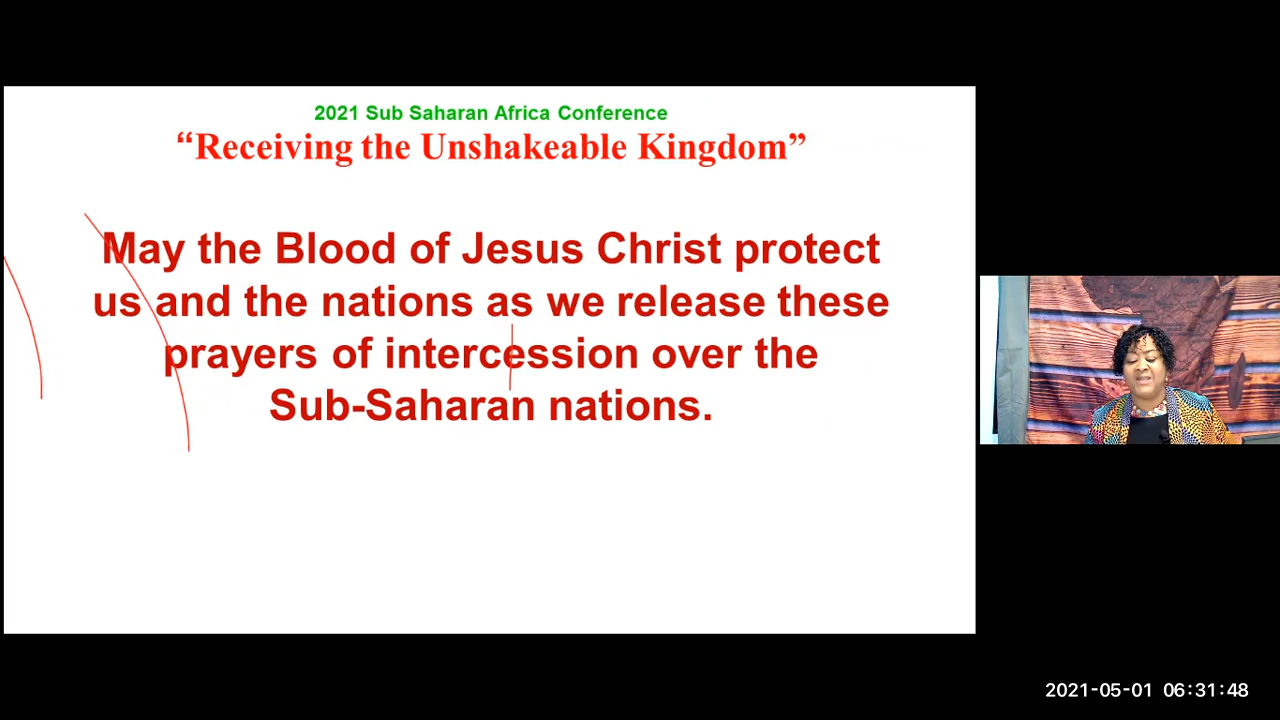 2021 Sub Saharan Africa Conference
“Receiving the Unshakeable Kingdom”
May the Blood of Jesus Christ protect
us and the nations as we release these
prayers of intercession over the
Sub-Saharan nations.
2021-05-01 06:31:48